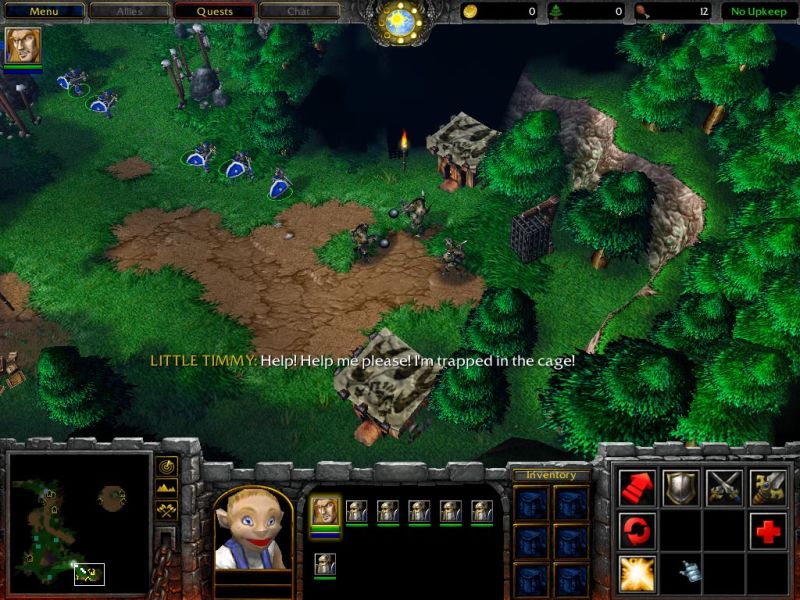 Menu
Allies
Quests
Chat
0
0
12
No Upkeep
LITTLE TIMMY: Help! Help me please! I'm trapped in the cage!
Inventory